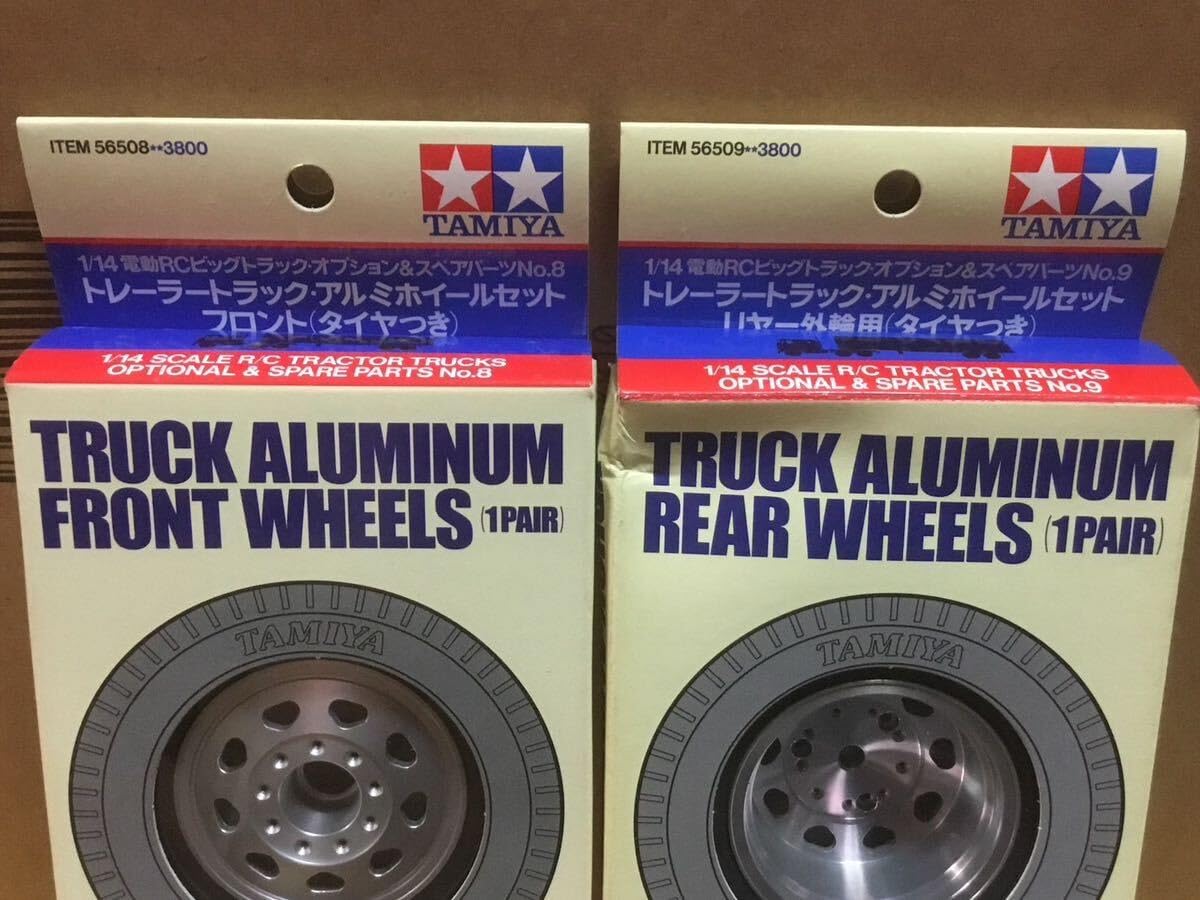 ITEM 56508**3800
TAMIYA
1/14 電動RCビッグトラック・オプション&スペアパーツNo.8
トレーラートラック・アルミホイールセット
フロント(タイヤつき)
1/14 SCALE R/C TRACTOR TRUCKS
OPTIONAL & SPARE PARTS No.8
TRUCK ALUMINUM
FRONT WHEELS (1PAIR)
TAMIYA
ITEM 56509**3800
TAMIYA
1/14 電動RCビッグトラック・オプション&スペアパーツNo.9
トレーラートラック・アルミホイールセット
リヤー外輪用(タイヤつき)
1/14 SCALE R/C TRACTOR TRUCKS
OPTIONAL & SPARE PARTS No.9
TRUCK ALUMINUM
REAR WHEELS (1PAIR)
TAMIYA